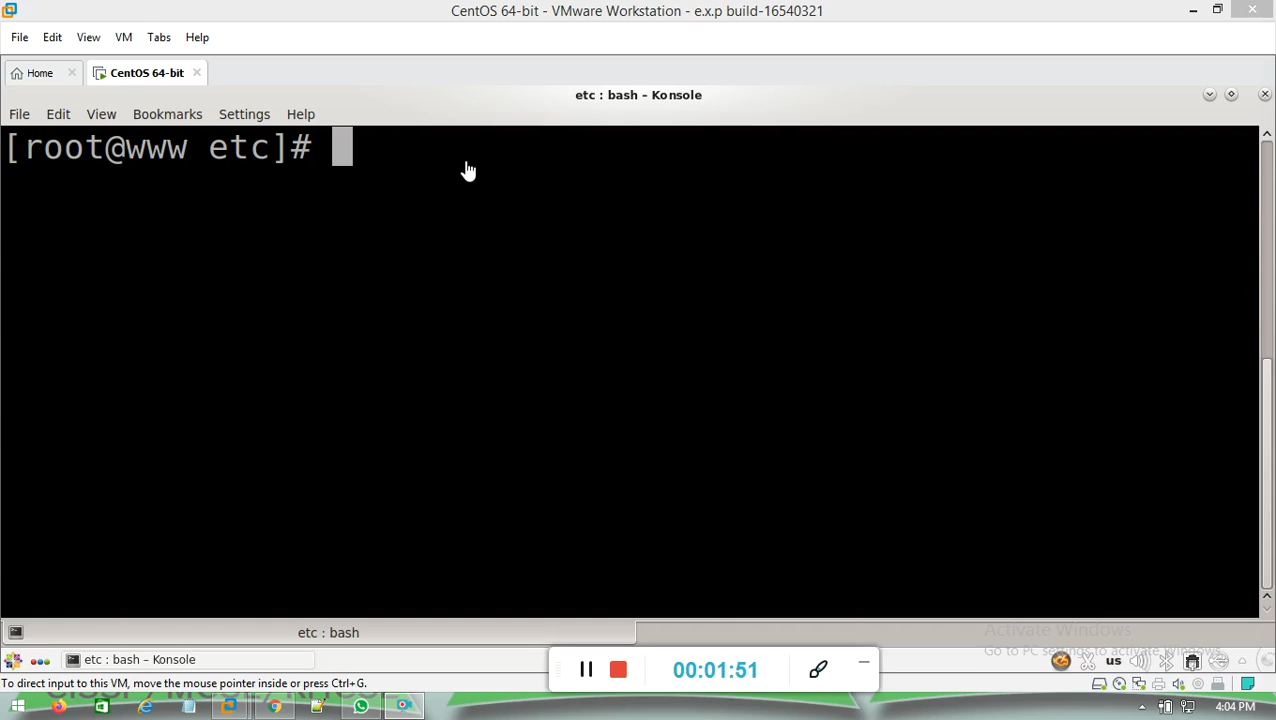 CentOS 64-bit - VMware Workstation - e.x.p build-16540321
File Edit View VM Tabs Help
Home CentOS 64-bit
etc : bash – Konsole
File Edit View Bookmarks Settings Help
[root@www etc]#
etc : bash
Activate Windows
Go to PC settings to activate Windows.
etc : bash – Konsole
us
00:01:51
To direct input to this VM, move the mouse pointer inside or press Ctrl+G.
4:04 PM